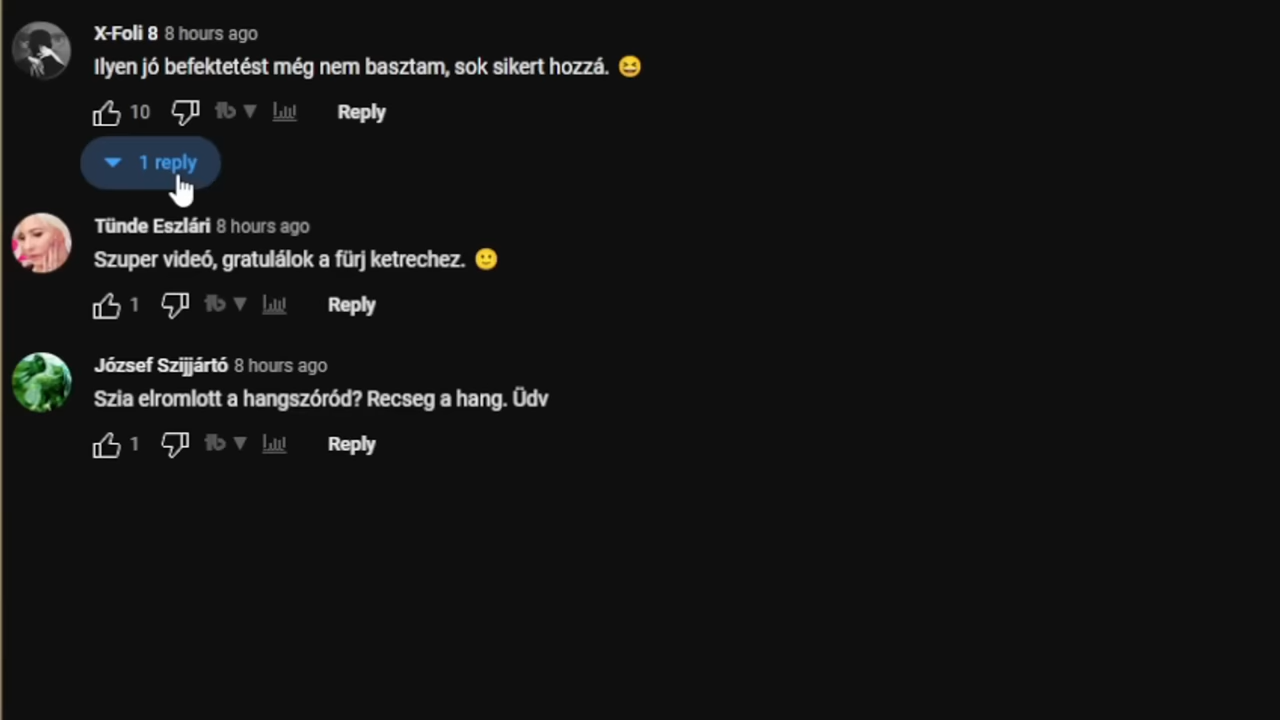 X-Foli 8 8 hours ago
Ilyen jó befektetést még nem basztam, sok sikert hozzá. 😆
10 Reply
1 reply
Tünde Eszlári 8 hours ago
Szuper videó, gratulálok a fürj ketrechez. 🙂
1 Reply
József Szijjártó 8 hours ago
Szia elromlott a hangszóród? Recseg a hang. Üdv
1 Reply